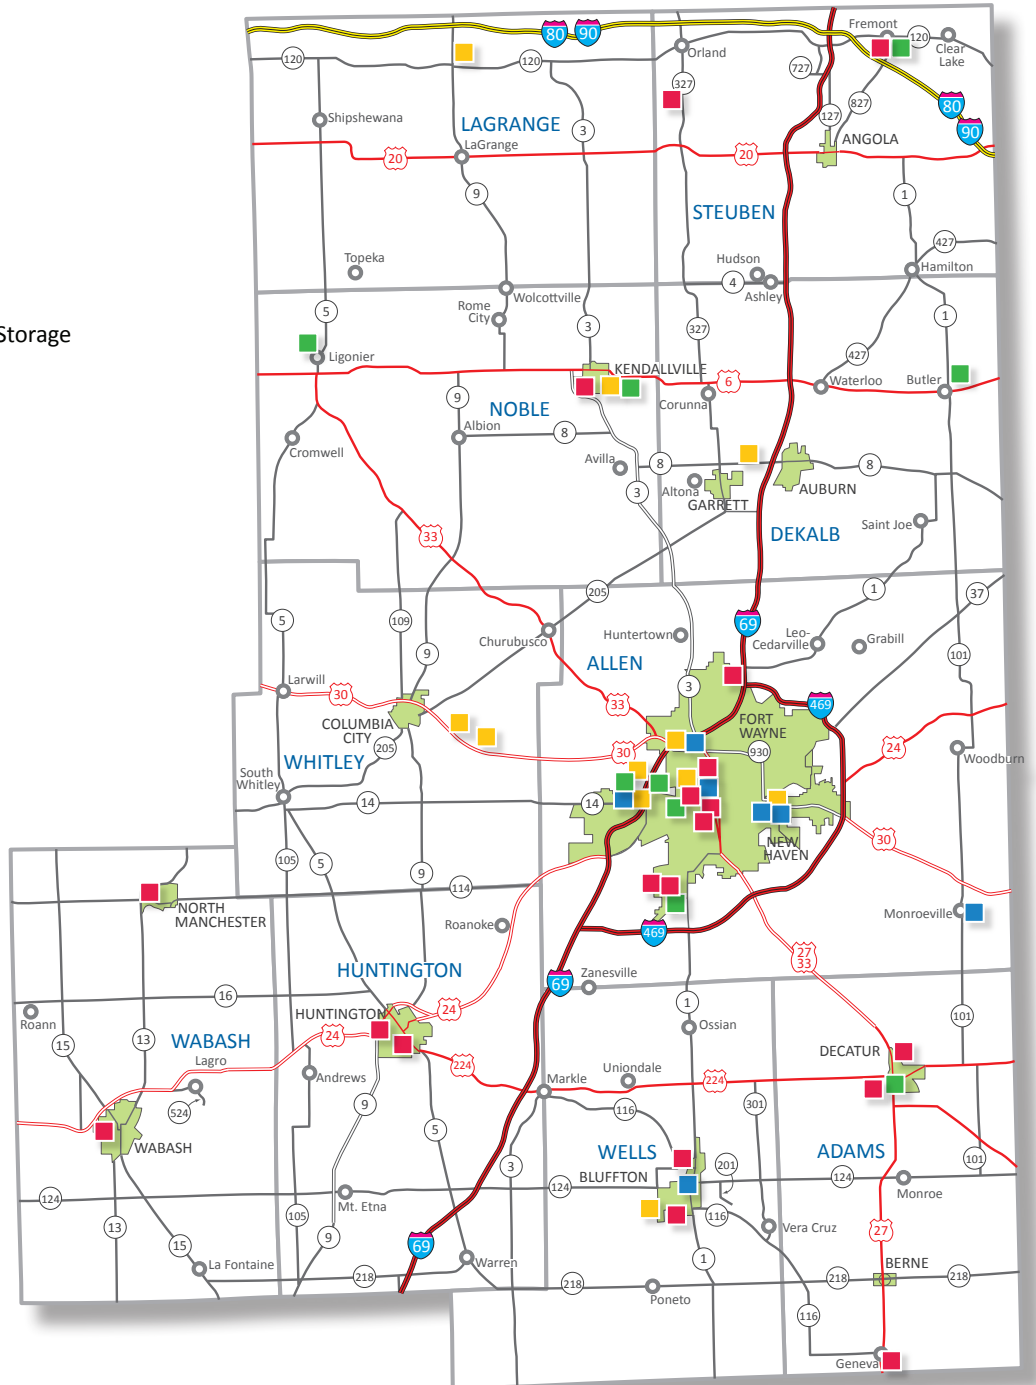 80
90
Fremont
120
Clear
Lake
Orland
120
120
727
327
827
80
90
127
3
Shipshewana
LAGRANGE
ANGOLA
LaGrange
20
20
9
1
STEUBEN
427
Topeka
Hudson
Hamilton
4
Ashley
Wolcottville
Rome
City
5
1
3
327
Storage
Ligonier
427
KENDALLVILLE
6
Waterloo
Butler
Corunna
9
NOBLE
Albion
8
Cromwell
Avilla
8
8
Altona
3
GARRETT
AUBURN
Saint Joe
33
DEKALB
205
1
37
5
109
69
Churubusco
Huntertown
Leo-
Cedarville
Grabill
9
ALLEN
101
Larwill
30
3
33
469
COLUMBIA
CITY
FORT
WAYNE
205
30
930
24
WHITLEY
Woodburn
South
Whitley
14
14
30
NEW
HAVEN
105
5
9
114
NORTH
MANCHESTER
Roanoke
Monroeville
469
27
33
HUNTINGTON
Zanesville
69
16
24
1
101
Roann
HUNTINGTON
Ossian
15
13
WABASH
24
DECATUR
Lagro
224
Uniondale
224
Andrews
Markle
524
9
116
301
5
WABASH
3
WELLS
ADAMS
101
BLUFFTON
201
124
124
124
Mt. Etna
Monroe
105
116
13
9
Vera Cruz
27
15
69
1
La Fontaine
Warren
BERNE
218
218
218
218
Poneto
116
Geneva